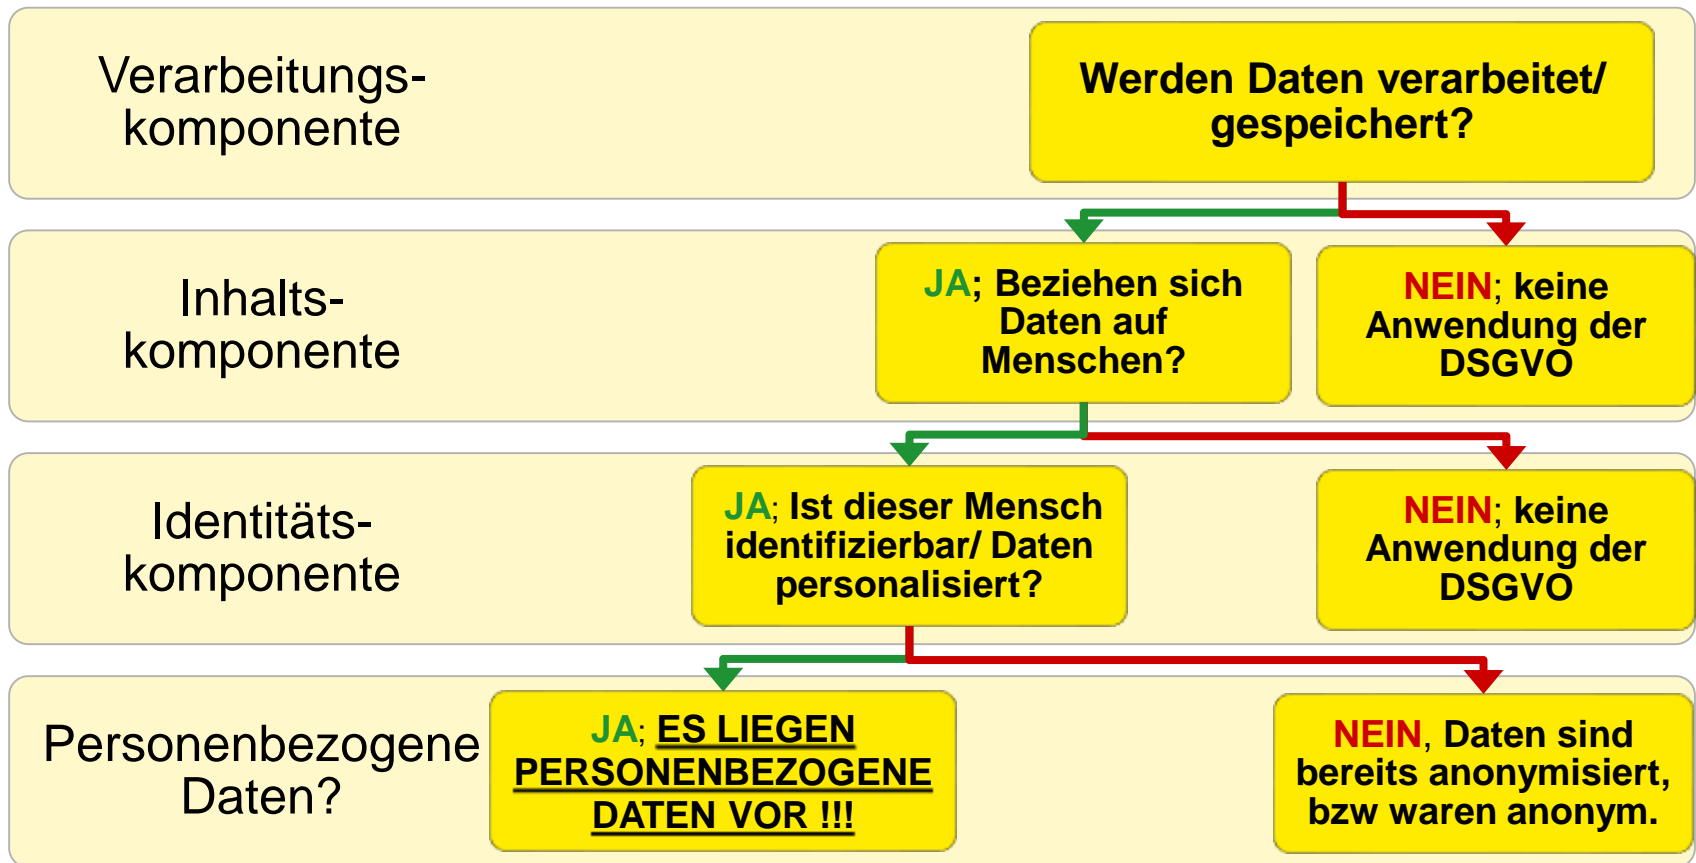 Verarbeitungs-
komponente
Werden Daten verarbeitet/
gespeichert?
Inhalts-
komponente
JA; Beziehen sich
Daten auf
Menschen?
NEIN; keine
Anwendung der
DSGVO
Identitäts-
komponente
JA; Ist dieser Mensch
identifizierbar/ Daten
personalisiert?
NEIN; keine
Anwendung der
DSGVO
Personenbezogene
Daten?
JA; ES LIEGEN
PERSONENBEZOGENE
DATEN VOR !!!
NEIN, Daten sind
bereits anonymisiert,
bzw waren anonym.